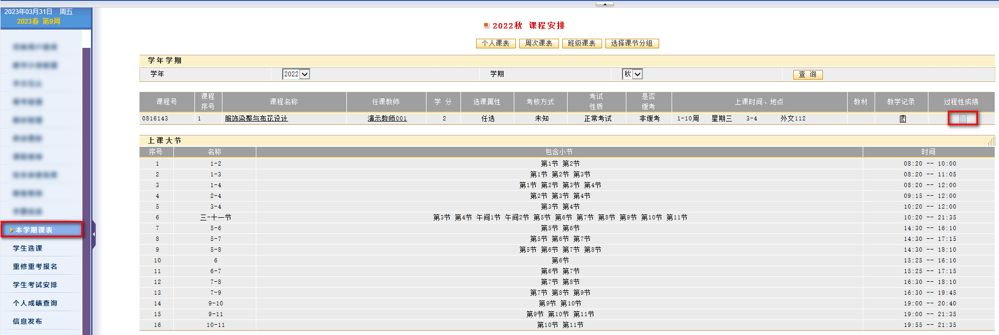 2023年03月31日 周五
2023春 第9周
本学期课表
学生选课
重修重考报名
学生考试安排
个人成绩查询
信息发布
2022秋 课程安排
个人课表 周次课表 班级课表 选择课节分组
学年学期
学年 2022 学期 秋 查 询
课程号 课程序号 课程名称 任课教师 学 分 选课属性 考核方式 考试性质 是否缓考 上课时间、地点 教材 教学记录 过程性成绩
0816143 1 服饰染整与布花设计 演示教师001 2 任选 未知 正常考试 非缓考 1-10周 星期三 3-4 外文112
上课大节
序号 名称 包含小节 时间
1 1-2 第1节 第2节 08:20 -- 10:00
2 1-3 第1节 第2节 第3节 08:20 -- 11:05
3 1-4 第1节 第2节 第3节 第4节 08:20 -- 12:00
4 2-4 第2节 第3节 第4节 09:15 -- 12:00
5 3-4 第3节 第4节 10:20 -- 12:00
6 三-十一节 第3节 第4节 午间1节 午间2节 第5节 第6节 第7节 第8节 第9节 第10节 第11节 10:20 -- 21:35
7 5-6 第5节 第6节 14:30 -- 16:10
8 5-7 第5节 第6节 第7节 14:30 -- 17:15
9 5-8 第5节 第6节 第7节 第8节 14:30 -- 18:10
10 6 第6节 15:25 -- 16:10
11 6-7 第6节 第7节 15:25 -- 17:15
12 7-8 第7节 第8节 16:30 -- 18:10
13 7-9 第7节 第8节 第9节 16:30 -- 19:45
14 9-10 第9节 第10节 19:00 -- 20:40
15 9-11 第9节 第10节 第11节 19:00 -- 21:35
16 10-11 第10节 第11节 19:55 -- 21:35